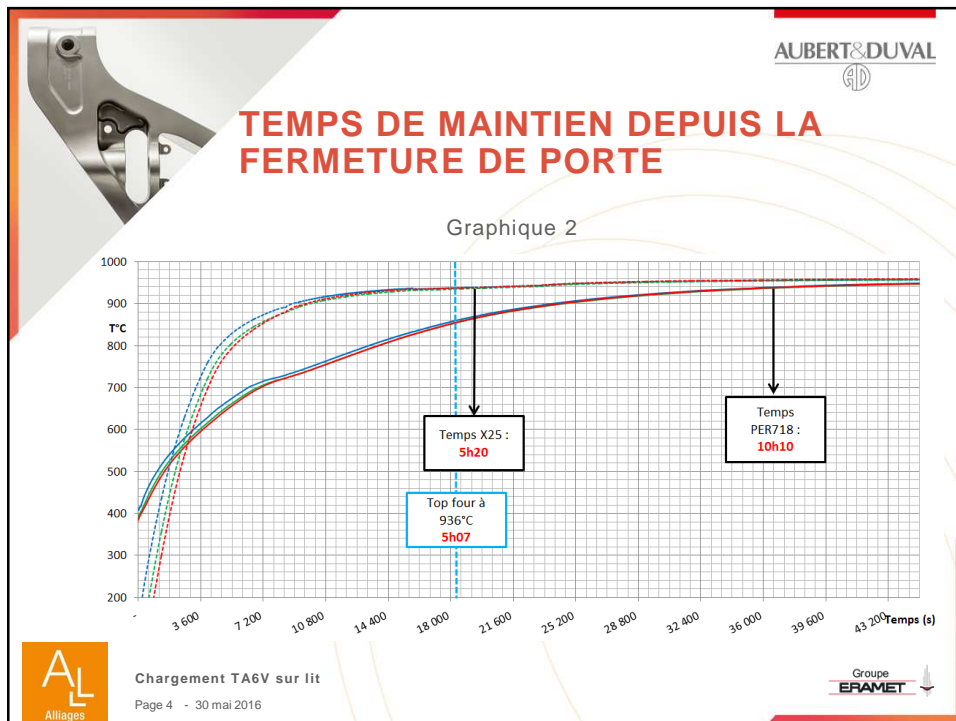 AUBERT&DUVAL
AD
TEMPS DE MAINTIEN DEPUIS LA
FERMETURE DE PORTE
Graphique 2
1000
900
T°C
800
700
600
500
400
300
200
Temps X25 :
5h20
Temps
PER718 :
10h10
Top four à
936°C
5h07
-
3 600
7 200
10 800
14 400
18 000
21 600
25 200
28 800
32 400
36 000
39 600
43 200
Temps (s)
ALL
Alliages
Chargement TA6V sur lit
Page 4 - 30 mai 2016
Groupe
ERAMET